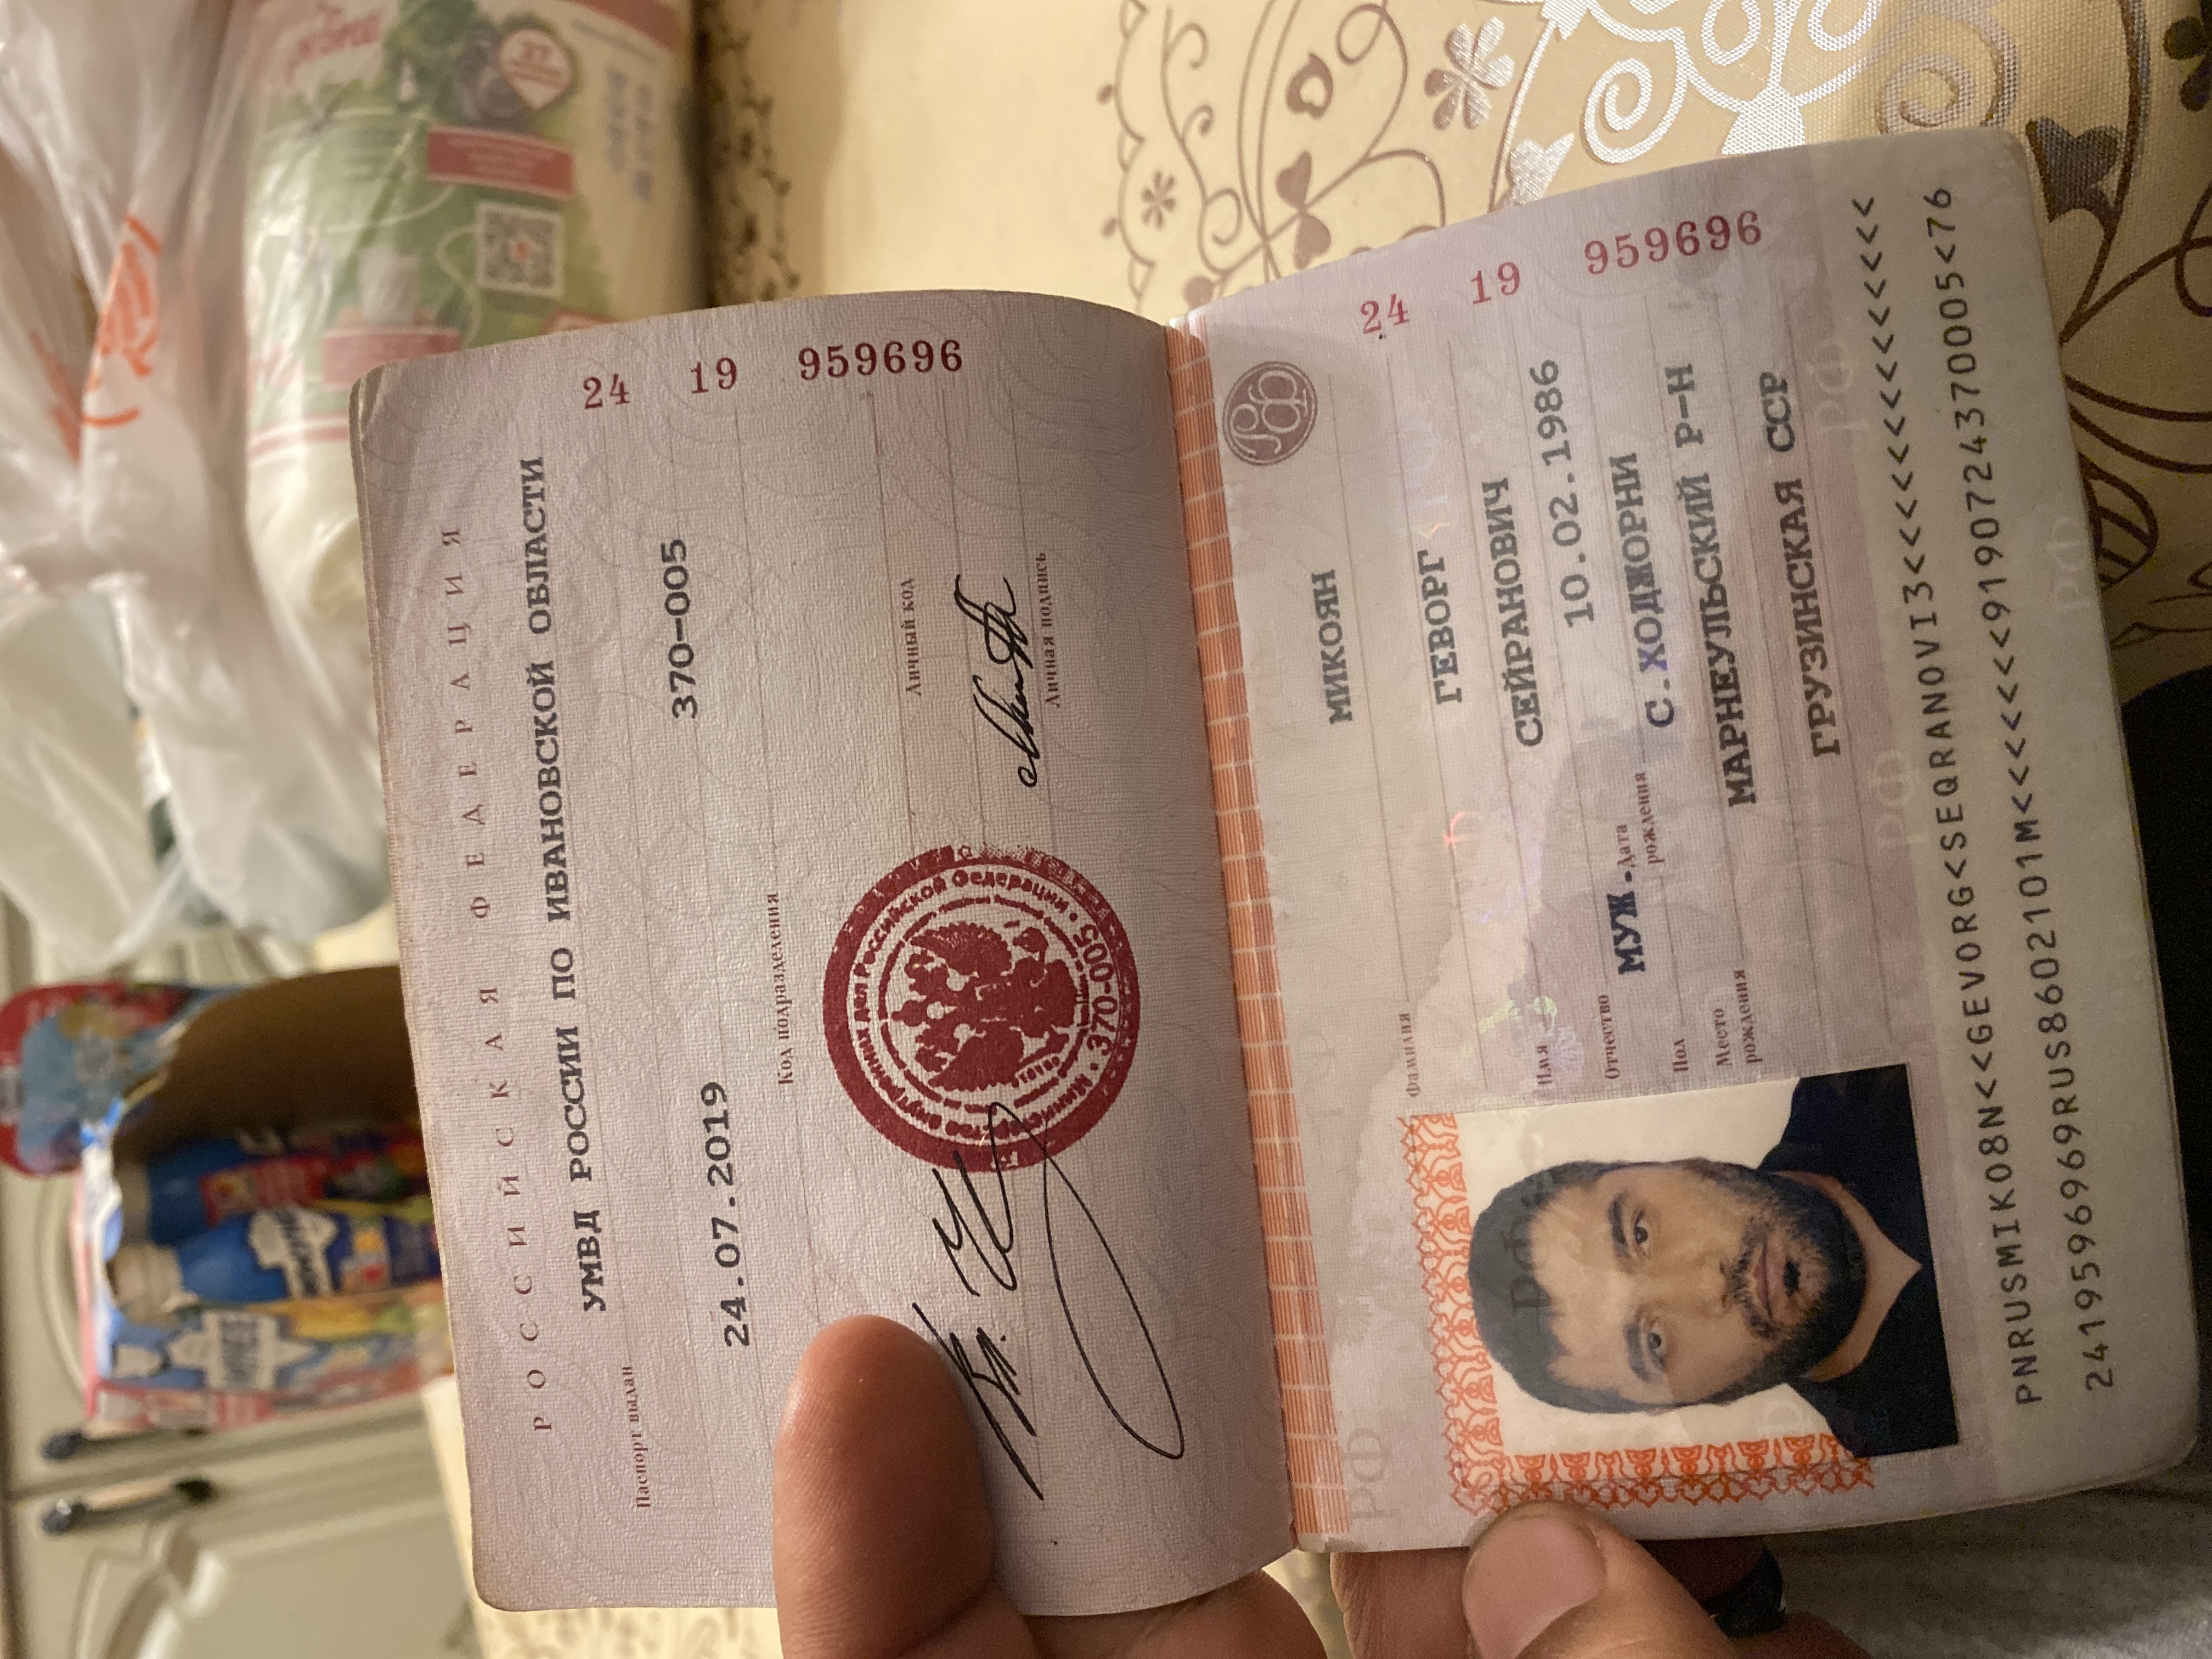 РОССИЙСКАЯ ФЕДЕРАЦИЯ
УМВД РОССИИ ПО ИВАНОВСКОЙ ОБЛАСТИ
Паспорт выдан
24.07.2019
370-005
Код подразделения
24 19 959696
Министерство внутренних дел Российской Федерации
370-005
Личный код
Личная подпись
РФ
МИКОЯН
Фамилия
ГЕВОРГ
Имя
СЕЙРАНОВИЧ
Отчество
МУЖ.
Пол
Дата рождения
10.02.1986
Место рождения
С.ХОДЖОРНИ
МАРНЕУЛЬСКИЙ Р-Н
ГРУЗИНСКАЯ ССР
24 19 959696
PNRUSMIKO8N<<GEVORG<SEQRANOVI3<<<<<<<<<<<<<<
2419596969RUS8602101M<<<<<<<9190724370005<76